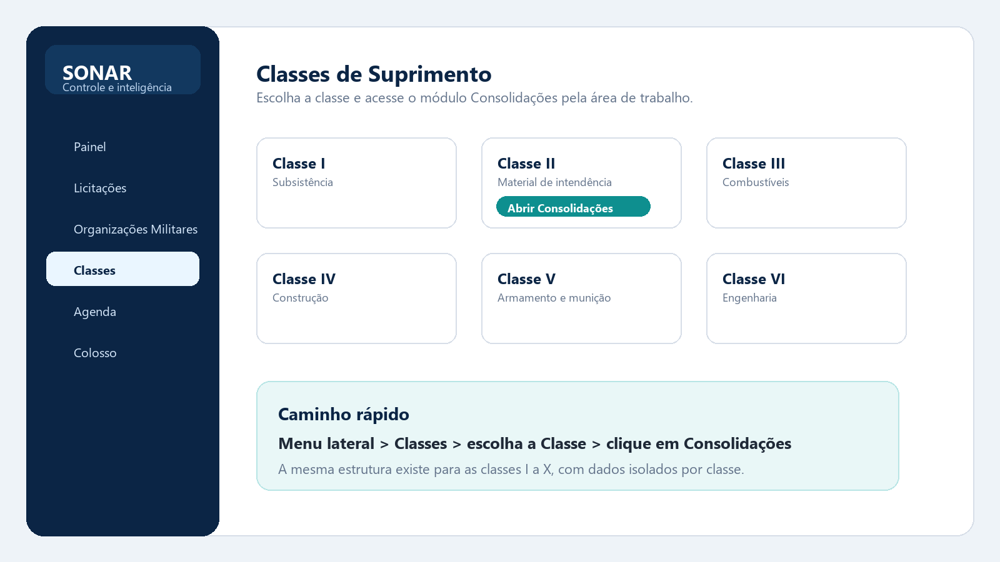 SONAR
Controle e inteligência
Painel
Licitações
Organizações Militares
Classes
Agenda
Colosso
Classes de Suprimento
Escolha a classe e acesse o módulo Consolidações pela área de trabalho.
Classe I
Subsistência
Classe II
Material de intendência
Abrir Consolidações
Classe III
Combustíveis
Classe IV
Construção
Classe V
Armamento e munição
Classe VI
Engenharia
Caminho rápido
Menu lateral > Classes > escolha a Classe > clique em Consolidações
A mesma estrutura existe para as classes I a X, com dados isolados por classe.